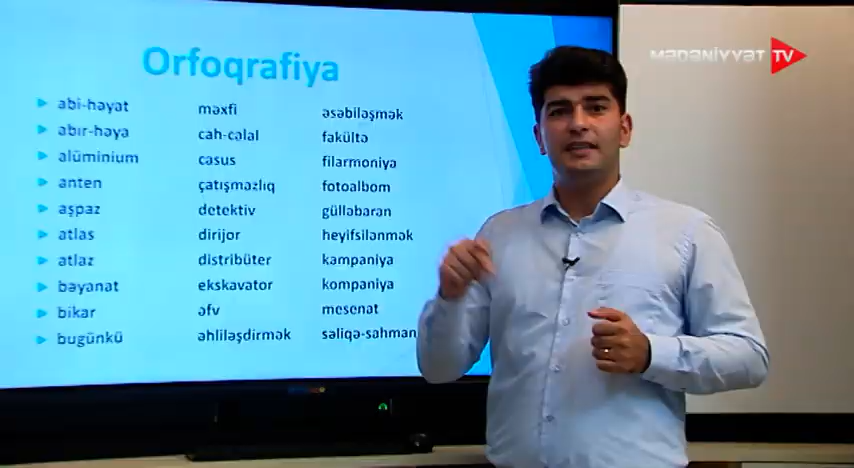 Orfoqrafiya
MƏDƏNİYYƏT TV
abi-həyat məxfi əsəbiləşmək
abır-həya cah-cəlal fakültə
alüminium casus filarmoniya
anten çatışmazlıq fotoalbom
aşpaz detektiv gülləbaran
atlas dirijor heyifsilənmək
atlaz distribüter kampaniya
bəyanat ekskavator kompaniya
bikar əfv mesenat
bugünkü əhliləşdirmək səliqə-sahman